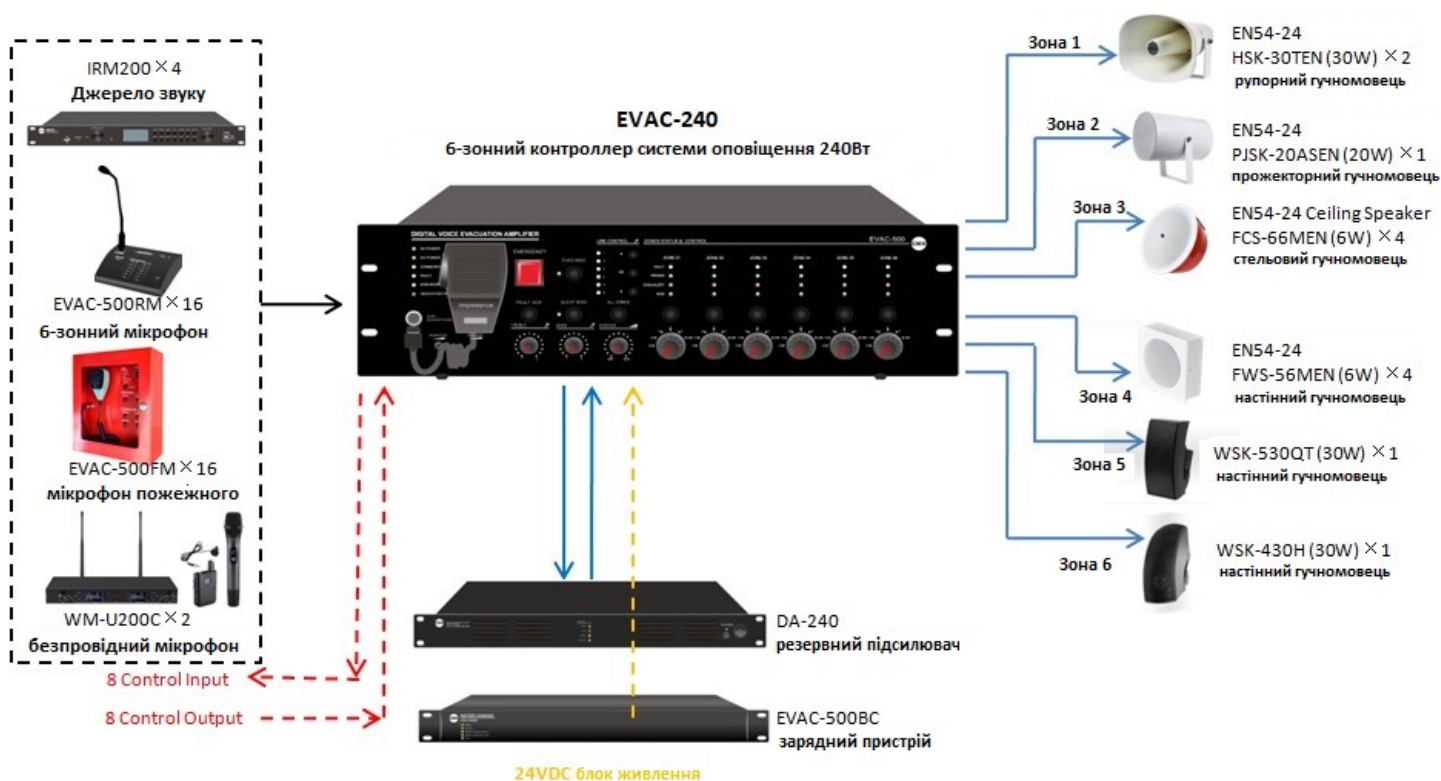 IRM200 × 4
Джерело звуку
EVAC-500RM × 16
6-зонний мікрофон
EVAC-500FM × 16
мікрофон пожежного
WM-U200C × 2
безпровідний мікрофон
8 Control Input
8 Control Output
EVAC-240
6-зонний контроллер системи оповіщення 240Вт
DIGITAL VOICE EVACUATION AMPLIFIER
EMERGENCY
LINE CONTROL
ZONES STATUS & CONTROL
EVAC-500
DA-240
резервний підсилювач
EVAC-500BC
зарядний пристрій
24VDC блок живлення
Зона 1
EN54-24
HSK-30TEN (30W) × 2
рупорний гучномовець
Зона 2
EN54-24
PJSK-20ASEN (20W) × 1
прожекторний гучномовець
Зона 3
EN54-24 Ceiling Speaker
FCS-66MEN (6W) × 4
стельовий гучномовець
Зона 4
EN54-24
FWS-56MEN (6W) × 4
настінний гучномовець
Зона 5
WSK-530QT (30W) × 1
настінний гучномовець
Зона 6
WSK-430H (30W) × 1
настінний гучномовець